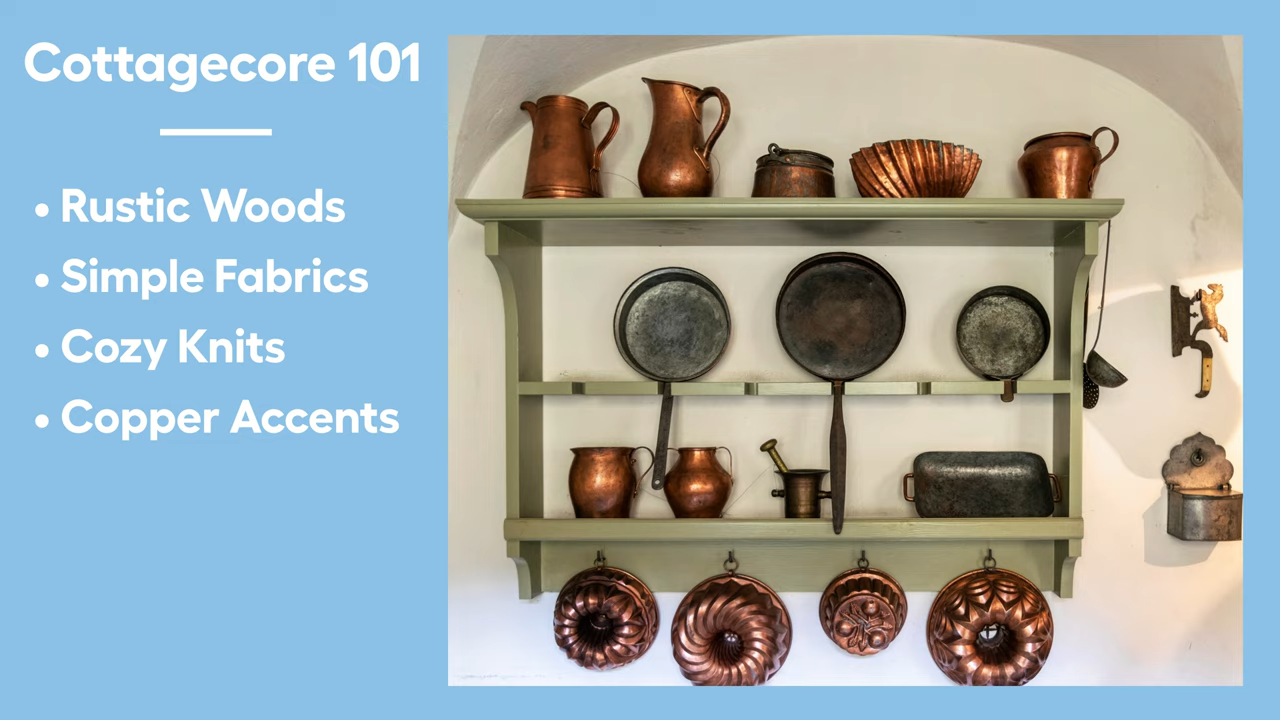 Cottagecore 101
• Rustic Woods
• Simple Fabrics
• Cozy Knits
• Copper Accents